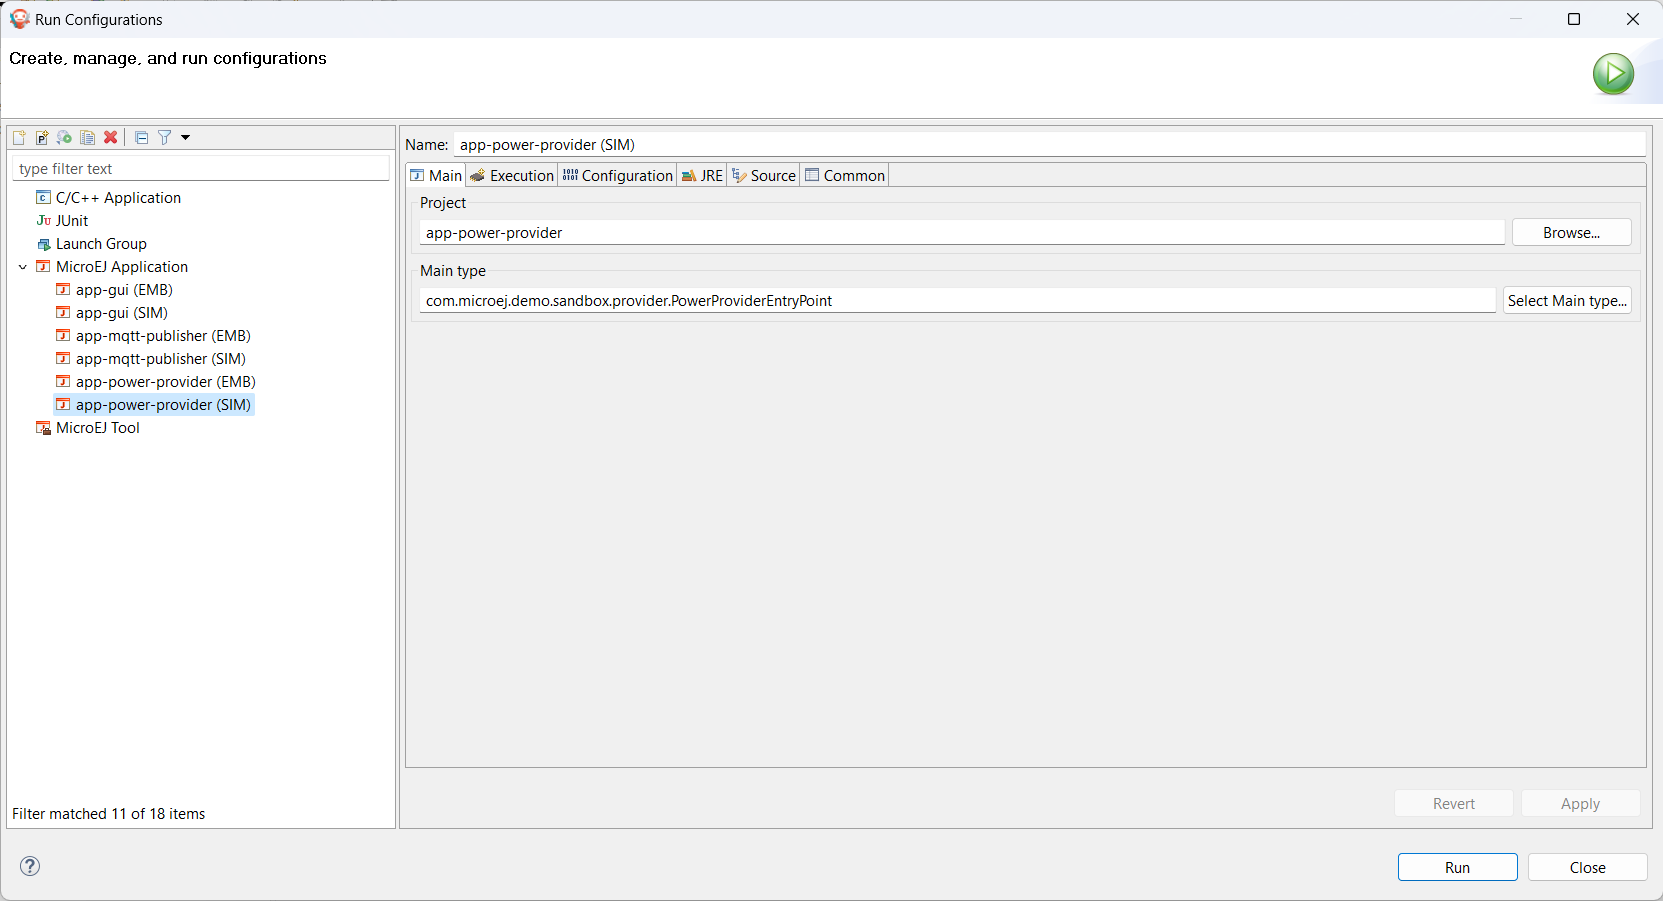 Run Configurations
Create, manage, and run configurations
type filter text
C/C++ Application
JUnit
Launch Group
MicroEJ Application
app-gui (EMB)
app-gui (SIM)
app-mqtt-publisher (EMB)
app-mqtt-publisher (SIM)
app-power-provider (EMB)
app-power-provider (SIM)
MicroEJ Tool
Filter matched 11 of 18 items
Name: app-power-provider (SIM)
Main Execution Configuration JRE Source Common
Project
app-power-provider Browse...
Main type
com.microej.demo.sandbox.provider.PowerProviderEntryPoint Select Main type...
Revert Apply
Run Close